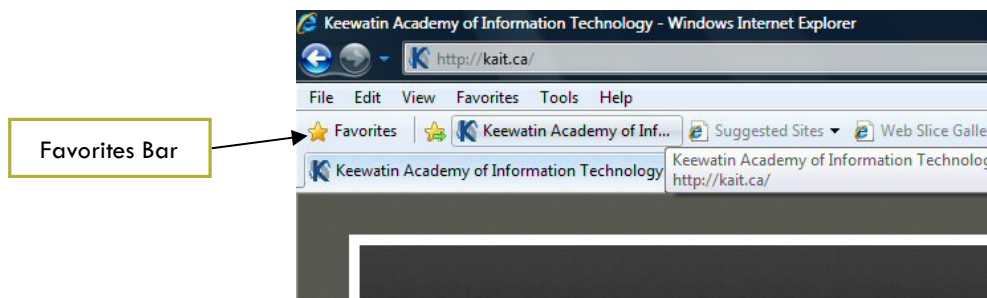 Keewatin Academy of Information Technology - Windows Internet Explorer
http://kait.ca/
File Edit View Favorites Tools Help
Favorites Keewatin Academy of Inf... Suggested Sites Web Slice Galle
Favorites Bar
Keewatin Academy of Information Technology
Keewatin Academy of Information Technolog
http://kait.ca/